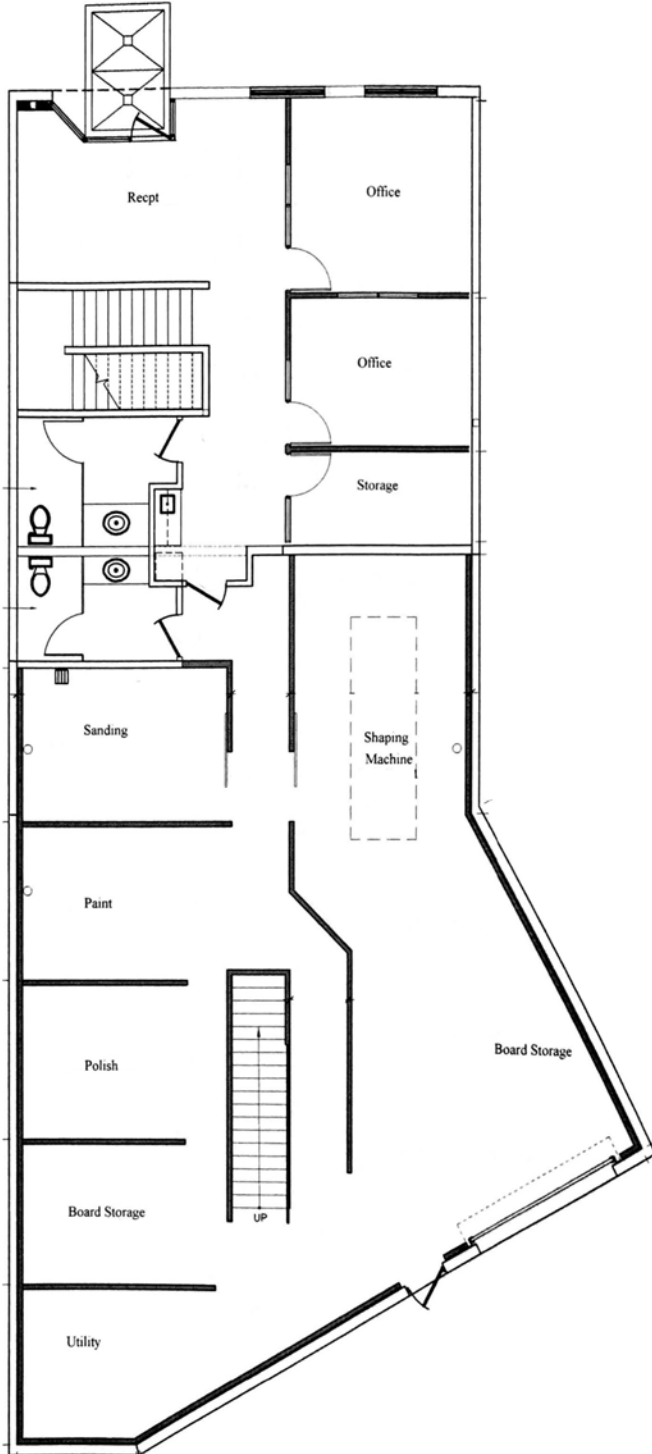 Recpt
Office
Office
Storage
Sanding
Shaping
Machine
Paint
Board Storage
Polish
Board Storage
UP
Utility